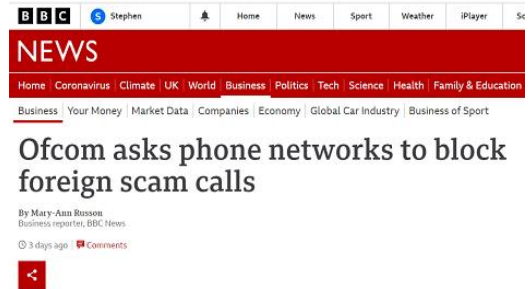 BBC S Stephen Home News Sport Weather iPlayer
NEWS
Home Coronavirus Climate UK World Business Politics Tech Science Health Family & Education
Business Your Money Market Data Companies Economy Global Car Industry Business of Sport
Ofcom asks phone networks to block
foreign scam calls
By Mary-Ann Russon
Business reporter, BBC News
3 days ago Comments